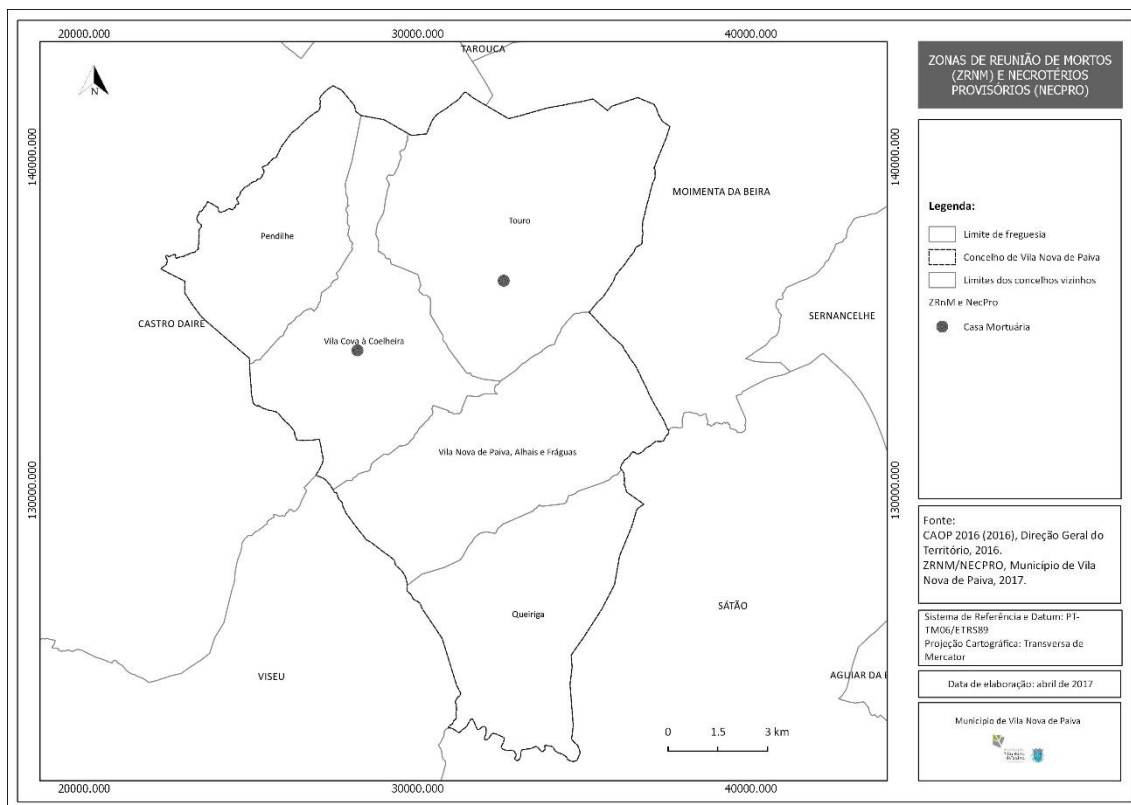 20000.000
30000.000
40000.000
TAROUCA
N
140000.000
140000.000
MOIMENTA DA BEIRA
Touro
Pendilhe
SERNANCELHE
CASTRO DAIRE
Vila Cova à Coelheira
Vila Nova de Paiva, Alhais e Fráguas
130000.000
130000.000
Queiriga
SÁTÃO
VISEU
AGUIAR DA B
0 1.5 3 km
20000.000
30000.000
40000.000
ZONAS DE REUNIÃO DE MORTOS
(ZRNM) E NECROTÉRIOS
PROVISÓRIOS (NECPRO)
Legenda:
Limite de freguesia
Concelho de Vila Nova de Paiva
Limites dos concelhos vizinhos
ZRnM e NecPro
Casa Mortuária
Fonte:
CAOP 2016 (2016), Direção Geral do
Território, 2016.
ZRNM/NECPRO, Município de Vila
Nova de Paiva, 2017.
Sistema de Referência e Datum: PT-
TM06/ETRS89
Projeção Cartográfica: Transversa de
Mercator
Data de elaboração: abril de 2017
Município de Vila Nova de Paiva